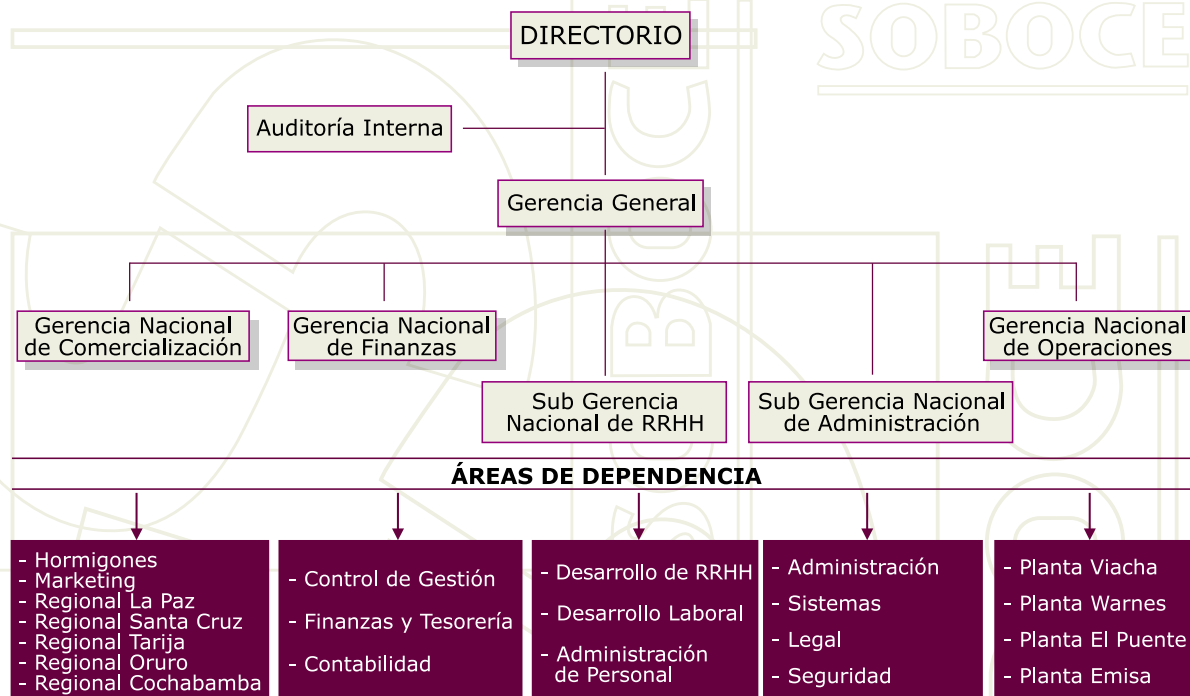 SOBOCE
DIRECTORIO
Auditoría Interna
Gerencia General
Gerencia Nacional
de Comercialización
Gerencia Nacional
de Finanzas
Gerencia Nacional
de Operaciones
Sub Gerencia
Nacional de RRHH
Sub Gerencia Nacional
de Administración
ÁREAS DE DEPENDENCIA
- Hormigones
- Marketing
- Regional La Paz
- Regional Santa Cruz
- Regional Tarija
- Regional Oruro
- Regional Cochabamba
- Control de Gestión
- Finanzas y Tesorería
- Contabilidad
- Desarrollo de RRHH
- Desarrollo Laboral
- Administración
de Personal
- Administración
- Sistemas
- Legal
- Seguridad
- Planta Viacha
- Planta Warnes
- Planta El Puente
- Planta Emisa